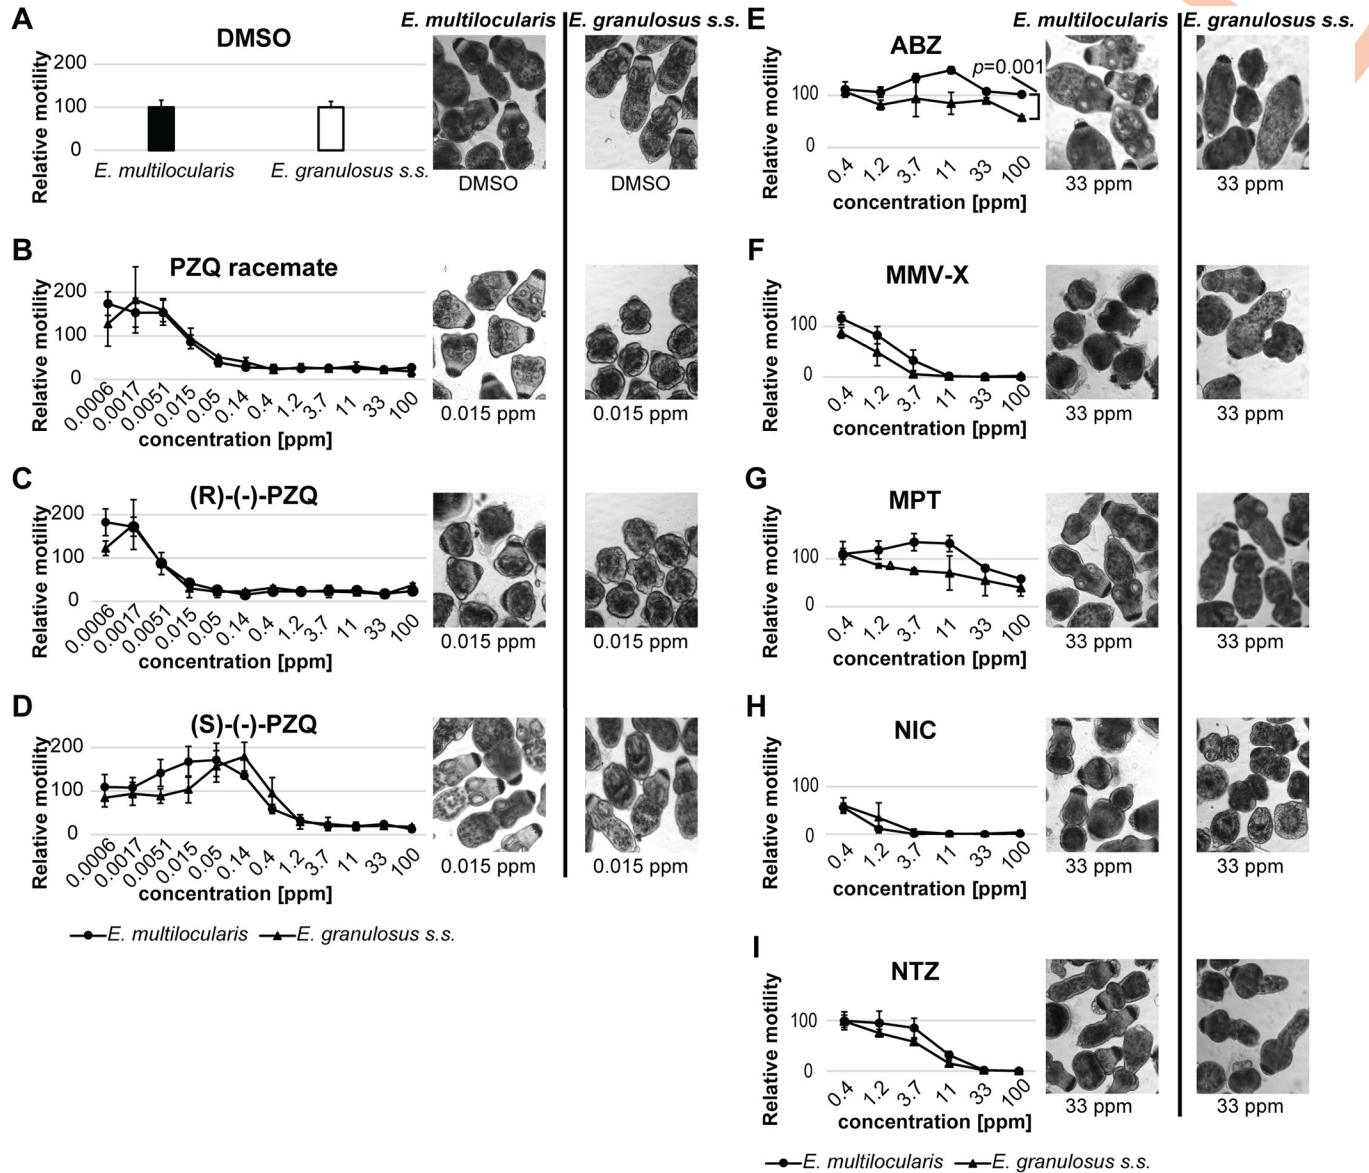 A
E. multilocularis
E. granulosus s.s.
DMSO
Relative motility
200
100
0
E. multilocularis
E. granulosus s.s.
DMSO
DMSO
B
PZQ racemate
Relative motility
200
100
0
0.0006
0.0017
0.0051
0.015
0.05
0.14
0.4
1.2
3.7
11
33
100
concentration [ppm]
0.015 ppm
0.015 ppm
C
(R)-(-)-PZQ
Relative motility
200
100
0
0.0006
0.0017
0.0051
0.015
0.05
0.14
0.4
1.2
3.7
11
33
100
concentration [ppm]
0.015 ppm
0.015 ppm
D
(S)-(-)-PZQ
Relative motility
200
100
0
0.0006
0.0017
0.0051
0.015
0.05
0.14
0.4
1.2
3.7
11
33
100
concentration [ppm]
0.015 ppm
0.015 ppm
E. multilocularis
E. granulosus s.s.
E
E. multilocularis
E. granulosus s.s.
ABZ
p=0.001
Relative motility
100
0
0.4
1.2
3.7
11
33
100
concentration [ppm]
33 ppm
33 ppm
F
MMV-X
Relative motility
100
0
0.4
1.2
3.7
11
33
100
concentration [ppm]
33 ppm
33 ppm
G
MPT
Relative motility
100
0
0.4
1.2
3.7
11
33
100
concentration [ppm]
33 ppm
33 ppm
H
NIC
Relative motility
100
0
0.4
1.2
3.7
11
33
100
concentration [ppm]
33 ppm
33 ppm
I
NTZ
Relative motility
100
0
0.4
1.2
3.7
11
33
100
concentration [ppm]
33 ppm
33 ppm
E. multilocularis
E. granulosus s.s.